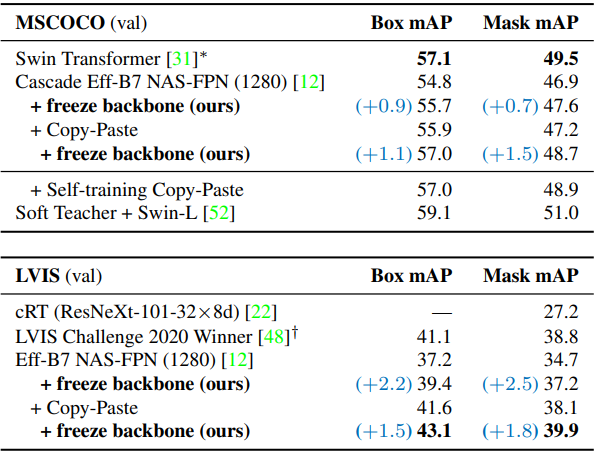 MSCOCO (val) Box mAP Mask mAP
Swin Transformer [31]* 57.1 49.5
Cascade Eff-B7 NAS-FPN (1280) [12] 54.8 46.9
+ freeze backbone (ours) (+0.9) 55.7 (+0.7) 47.6
+ Copy-Paste 55.9 47.2
+ freeze backbone (ours) (+1.1) 57.0 (+1.5) 48.7
+ Self-training Copy-Paste 57.0 48.9
Soft Teacher + Swin-L [52] 59.1 51.0
LVIS (val) Box mAP Mask mAP
cRT (ResNeXt-101-32×8d) [22] — 27.2
LVIS Challenge 2020 Winner [48]† 41.1 38.8
Eff-B7 NAS-FPN (1280) [12] 37.2 34.7
+ freeze backbone (ours) (+2.2) 39.4 (+2.5) 37.2
+ Copy-Paste 41.6 38.1
+ freeze backbone (ours) (+1.5) 43.1 (+1.8) 39.9